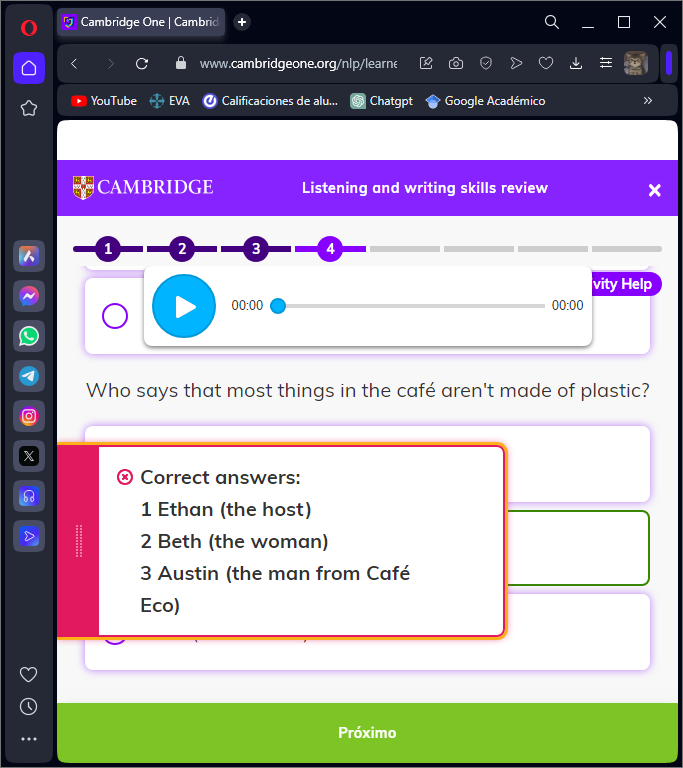 Cambridge One | Cambrid
www.cambridgeone.org/nlp/learne
YouTube
EVA
Calificaciones de alu...
Chatgpt
Google Académico
CAMBRIDGE
Listening and writing skills review
1
2
3
4
vity Help
00:00
00:00
Who says that most things in the café aren't made of plastic?
Correct answers:
1 Ethan (the host)
2 Beth (the woman)
3 Austin (the man from Café
Eco)
Próximo